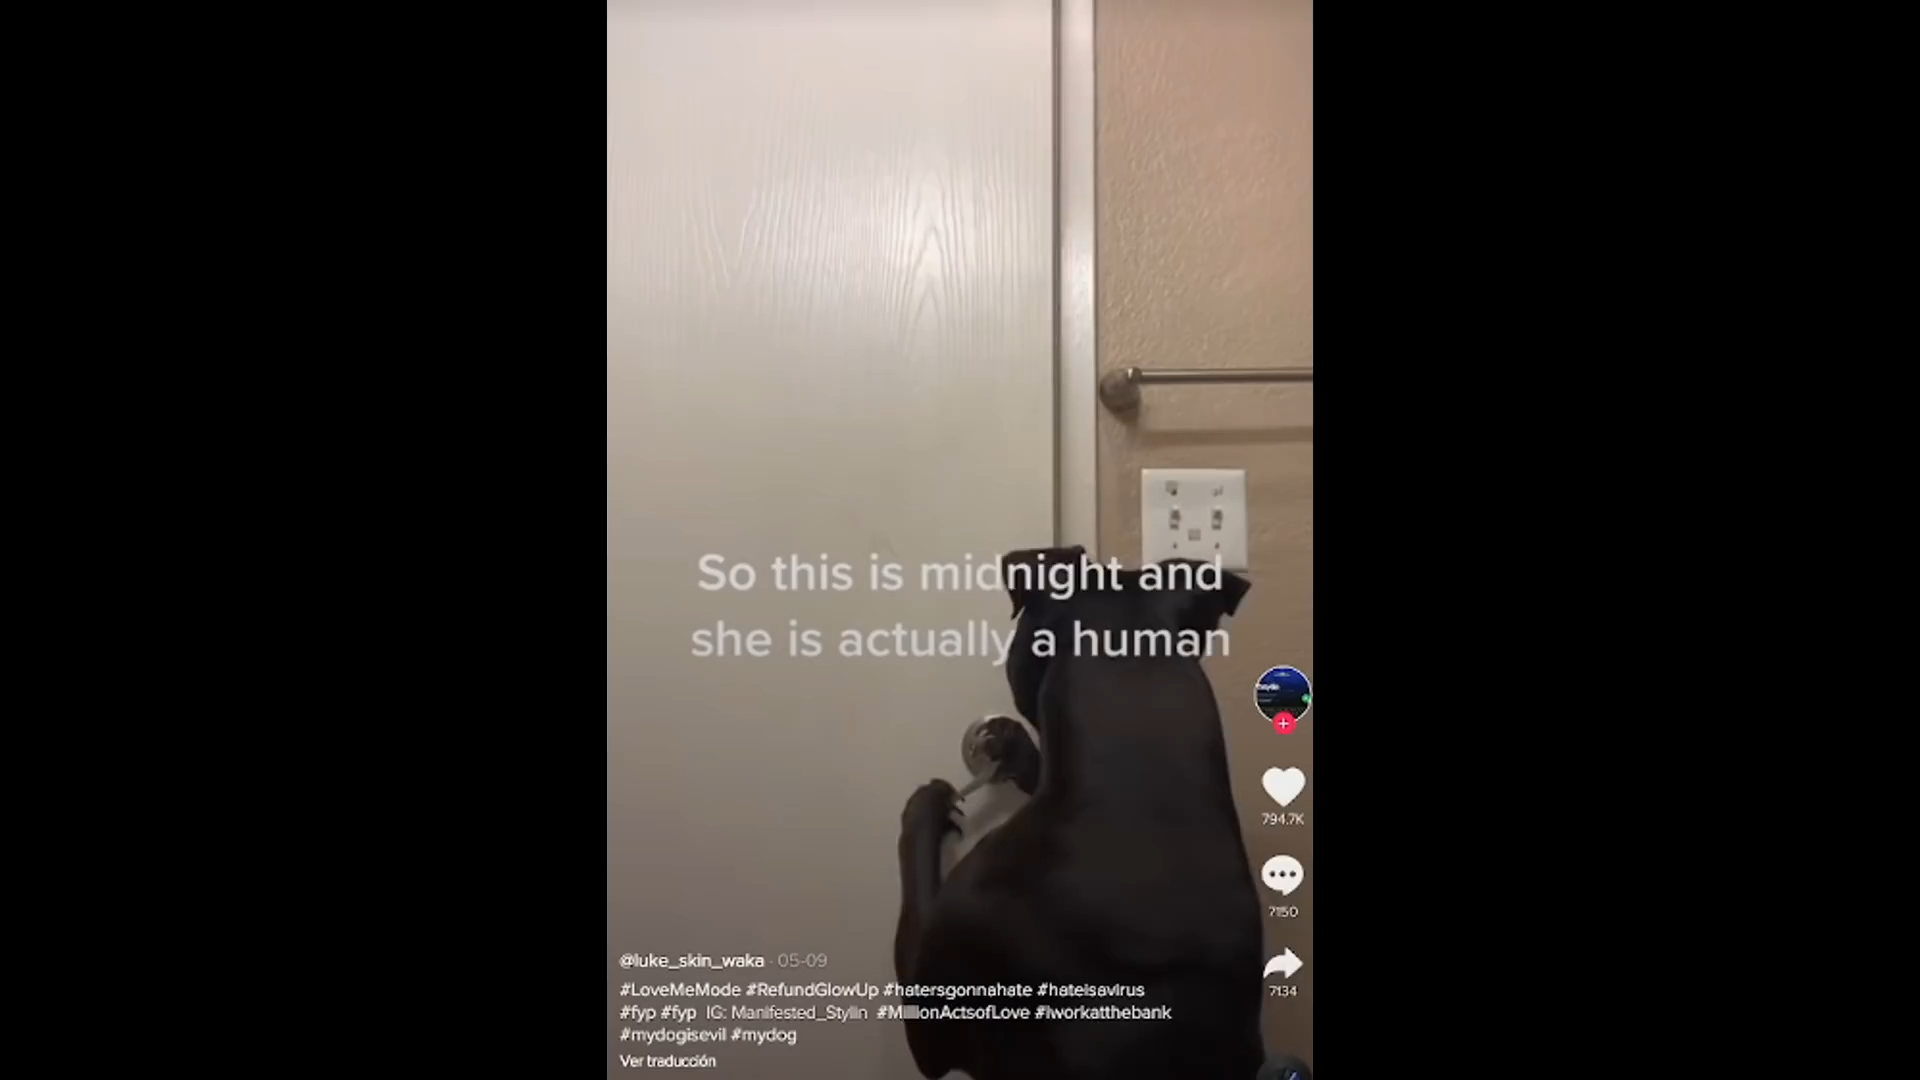 So this is midnight and
she is actually a human
794.7K
7150
7134
@luke_skin_waka · 05-09
#LoveMeMode #RefundGlowUp #hatersgonnahate #hateisavirus
#fyp #fyp IG: Manifested_Stylin #MillionActsofLove #Iworkatthebank
#mydogisevil #mydog
Ver traducción